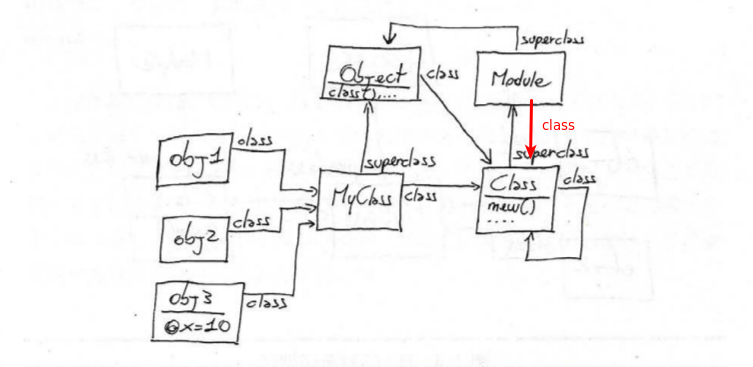 superclass
Object
class(),...
class
Module
class
obj1
class
superclass
superclass
MyClass
class
Class
new()
....
class
obj2
class
obj3
@x=10
class